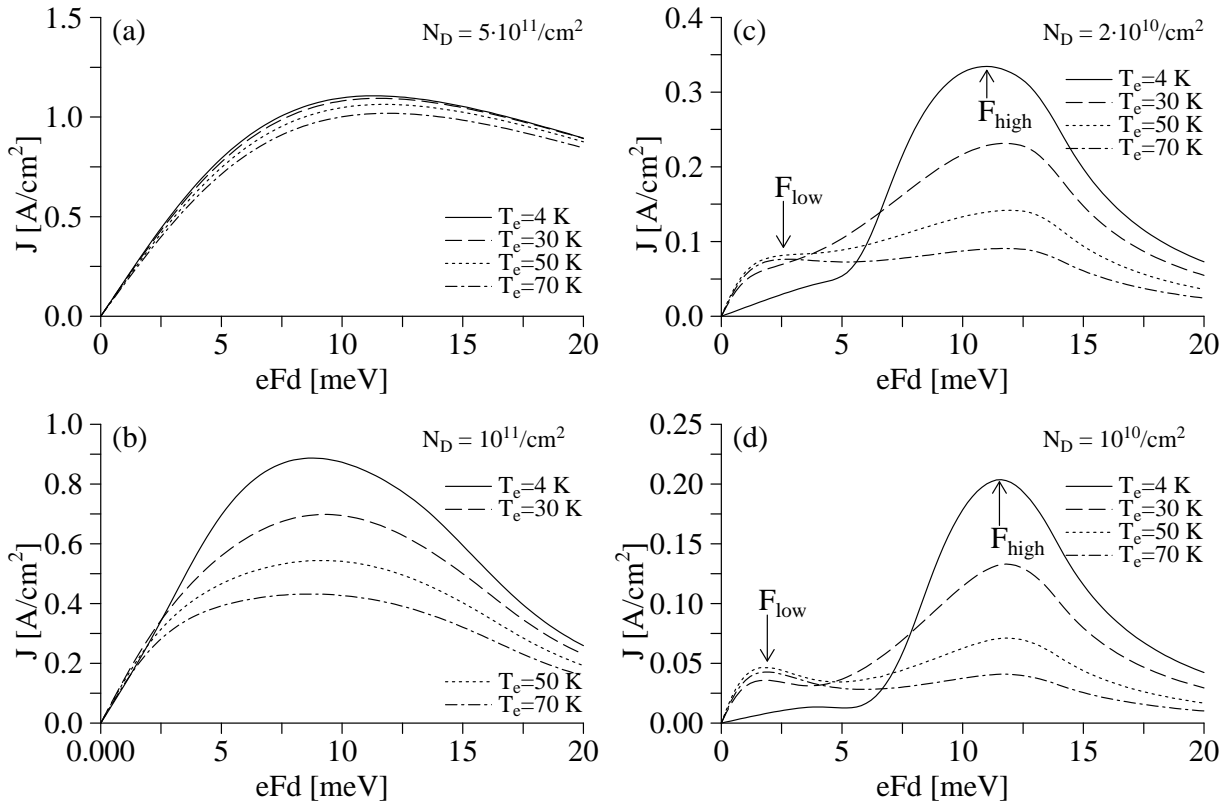 (a)
N_D = 5·10^11/cm^2
J [A/cm^2]
1.5
1.0
0.5
0.0
T_e=4 K
T_e=30 K
T_e=50 K
T_e=70 K
0 5 10 15 20
eFd [meV]
(c)
N_D = 2·10^10/cm^2
J [A/cm^2]
0.4
0.3
0.2
0.1
0.0
T_e=4 K
T_e=30 K
T_e=50 K
T_e=70 K
F_high
F_low
0 5 10 15 20
eFd [meV]
(b)
N_D = 10^11/cm^2
J [A/cm^2]
1.0
0.8
0.6
0.4
0.2
0.0
T_e=4 K
T_e=30 K
T_e=50 K
T_e=70 K
0.000 5 10 15 20
eFd [meV]
(d)
N_D = 10^10/cm^2
J [A/cm^2]
0.25
0.20
0.15
0.10
0.05
0.00
T_e=4 K
T_e=30 K
T_e=50 K
T_e=70 K
F_high
F_low
0 5 10 15 20
eFd [meV]